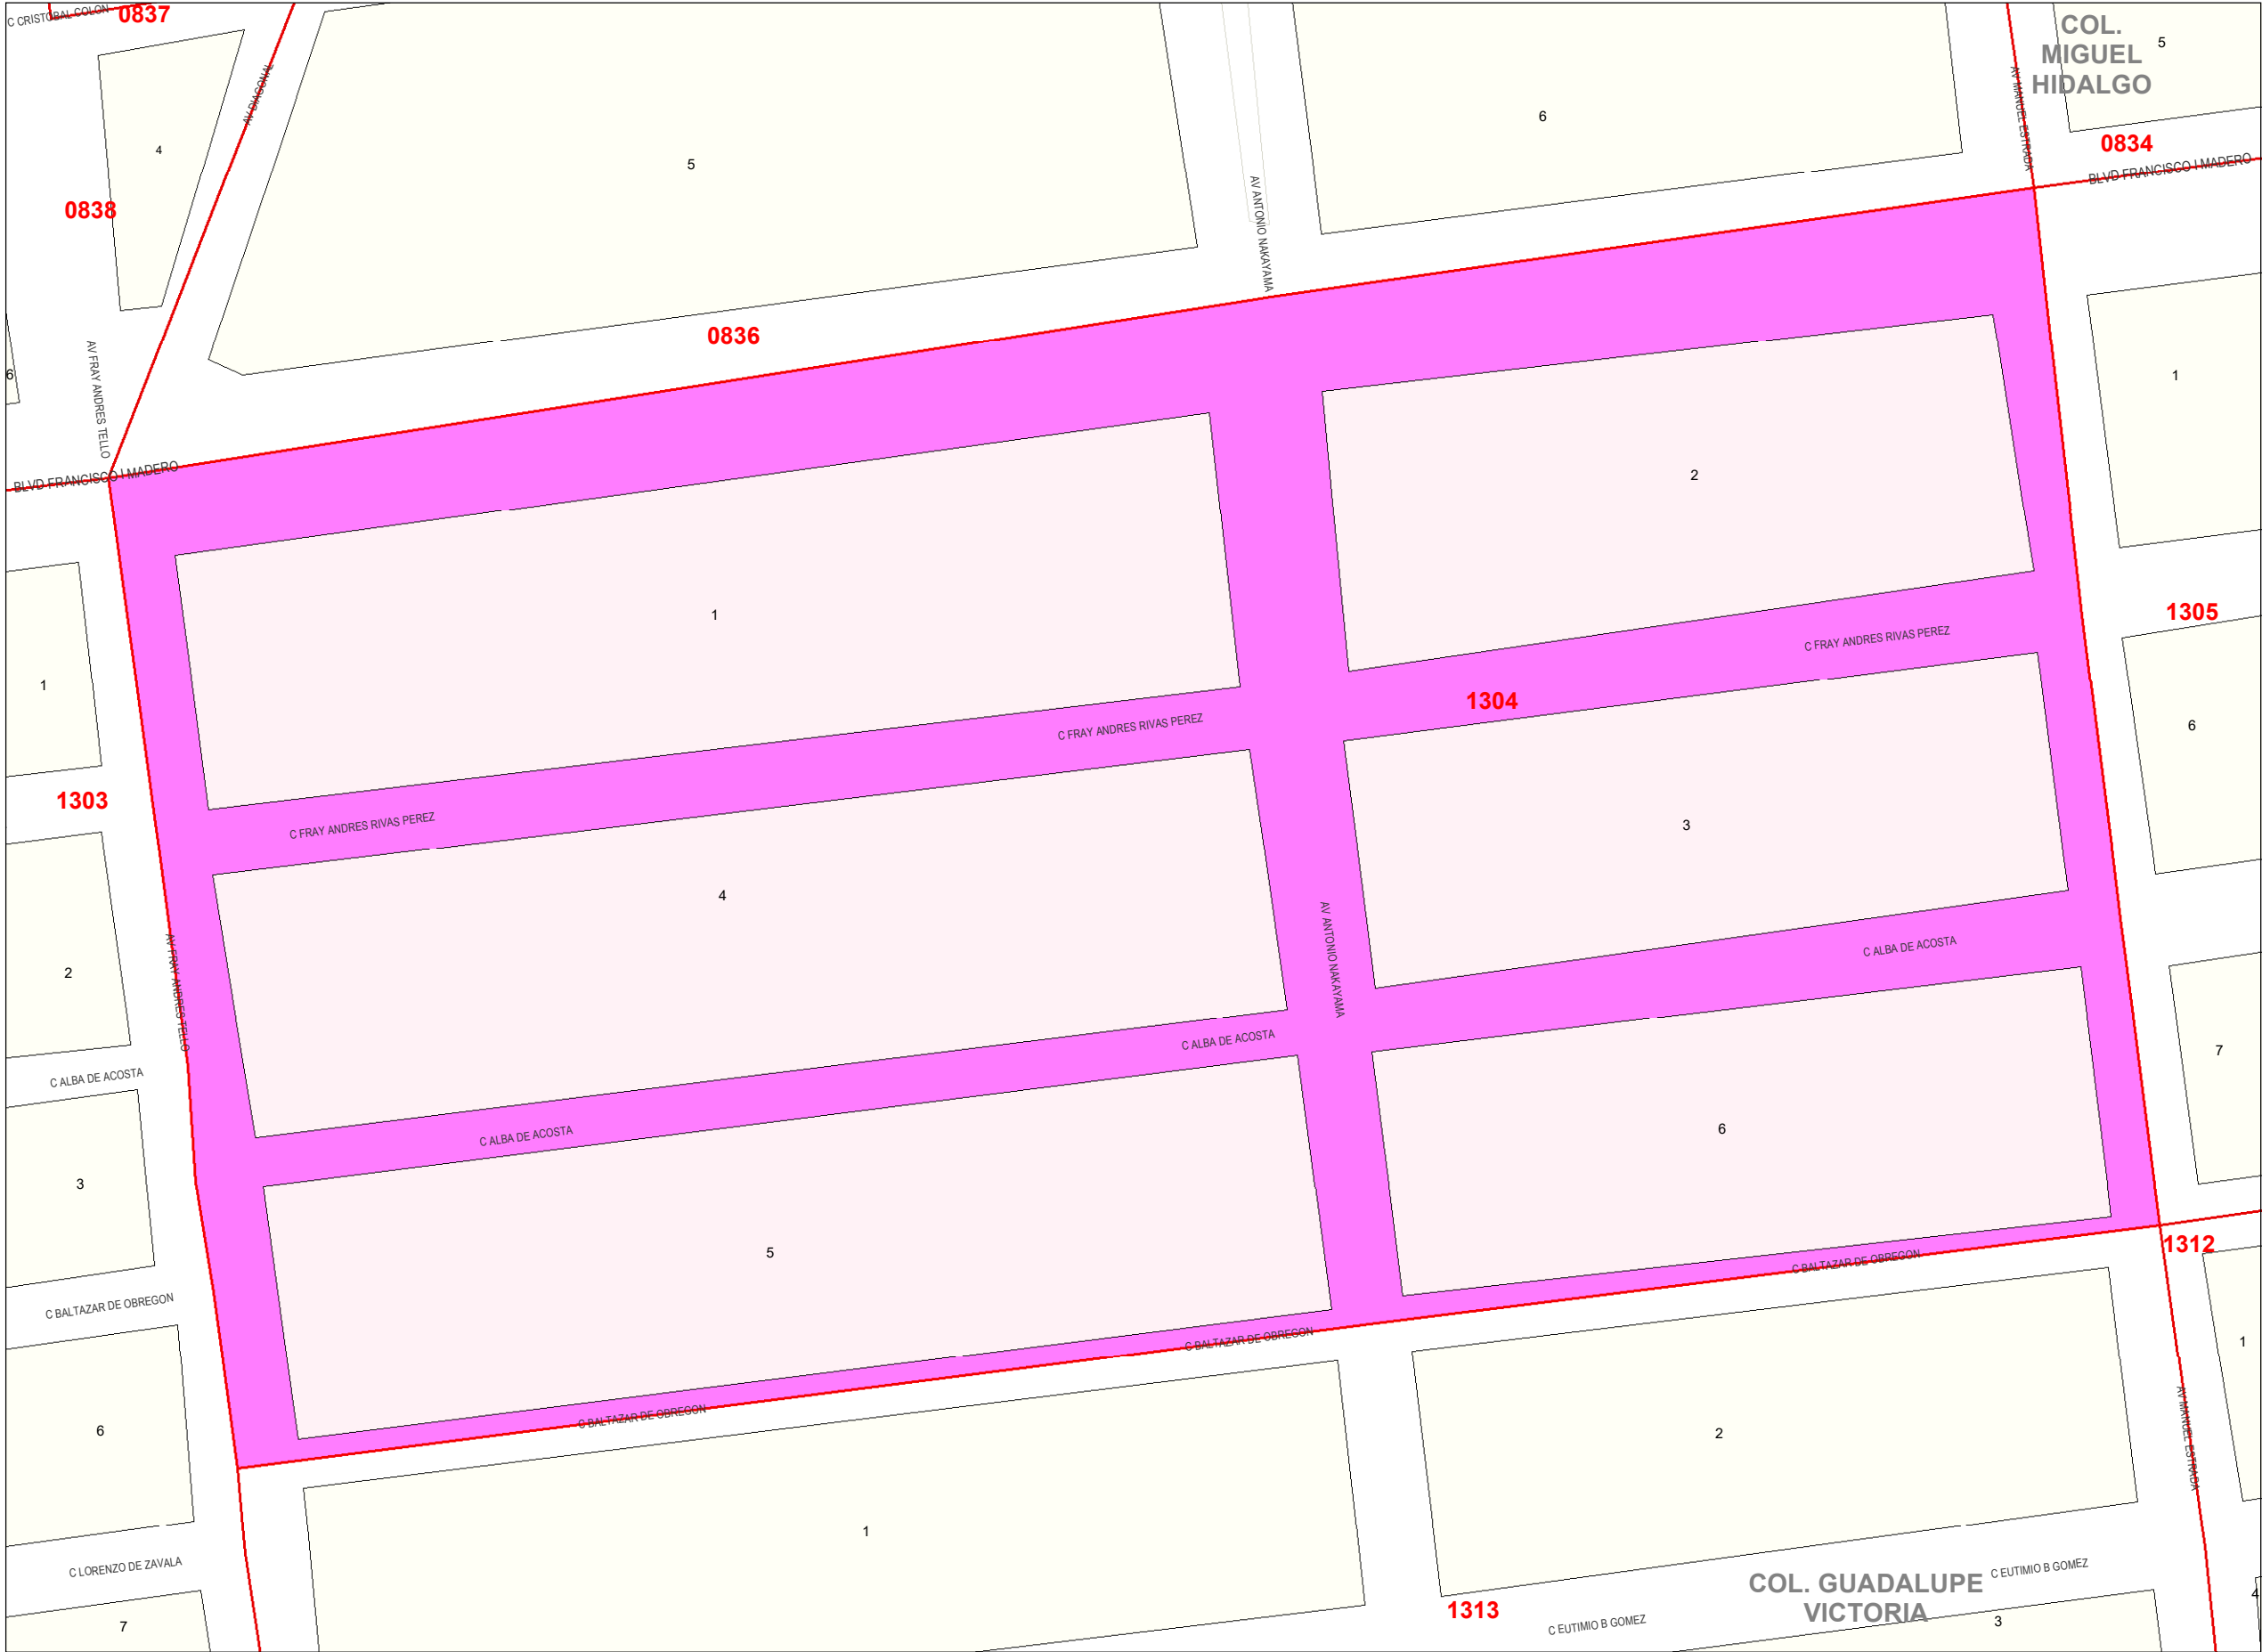 C CRISTOBAL COLON
0837
COL.
MIGUEL
HIDALGO
5
AV DIAGONAL
AV MANUEL ESTRADA
6
4
5
0834
BLVD FRANCISCO I MADERO
0838
AV ANTONIO NAKAYAMA
0836
AV FRAY ANDRES TELLO
6
1
BLVD FRANCISCO I MADERO
2
1
1
1305
C FRAY ANDRES RIVAS PEREZ
1304
C FRAY ANDRES RIVAS PEREZ
6
1303
C FRAY ANDRES RIVAS PEREZ
3
4
C ALBA DE ACOSTA
AV ANTONIO NAKAYAMA
2
AV FRAY ANDRES TELLO
C ALBA DE ACOSTA
7
C ALBA DE ACOSTA
C ALBA DE ACOSTA
6
3
5
1312
C BALTAZAR DE OBREGON
C BALTAZAR DE OBREGON
C BALTAZAR DE OBREGON
1
C BALTAZAR DE OBREGON
AV MANUEL ESTRADA
6
2
1
C LORENZO DE ZAVALA
C EUTIMIO B GOMEZ
COL. GUADALUPE
VICTORIA
4
1313
C EUTIMIO B GOMEZ
3
7